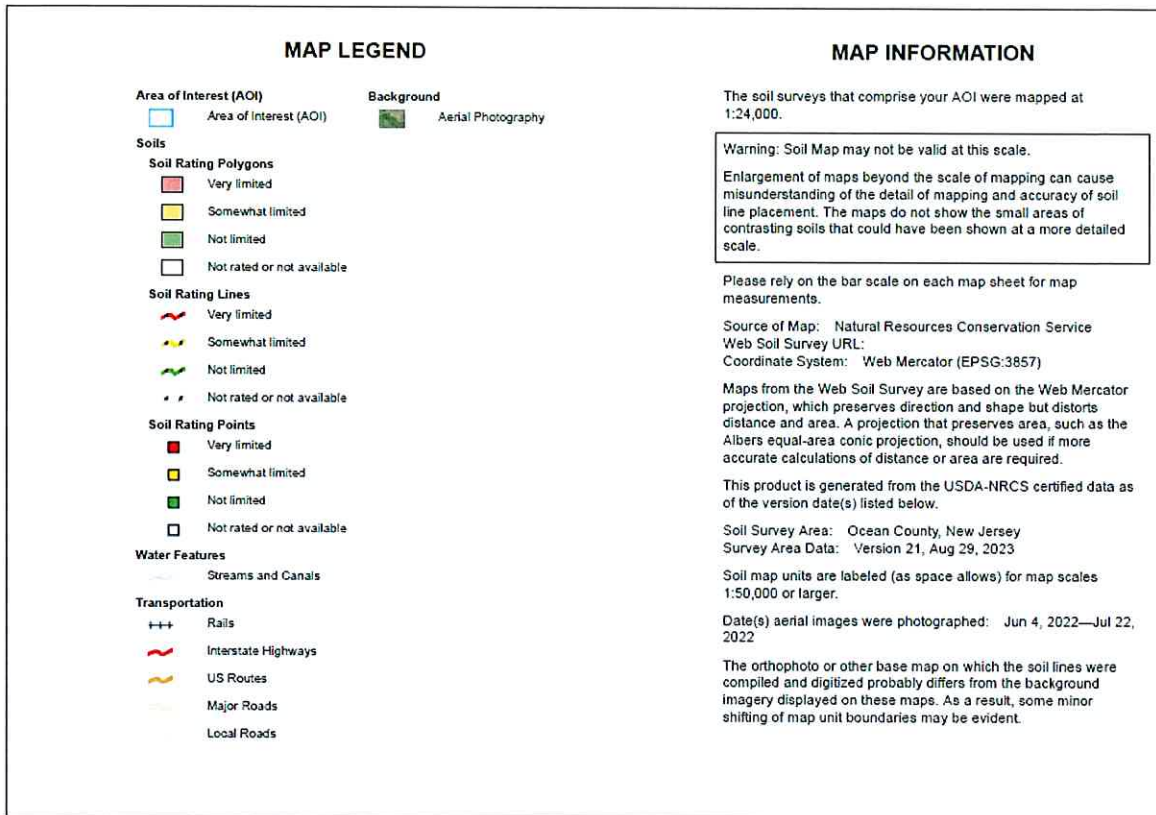 MAP LEGEND
Area of Interest (AOI)
Area of Interest (AOI)
Soils
Soil Rating Polygons
Very limited
Somewhat limited
Not limited
Not rated or not available
Soil Rating Lines
Very limited
Somewhat limited
Not limited
Not rated or not available
Soil Rating Points
Very limited
Somewhat limited
Not limited
Not rated or not available
Water Features
Streams and Canals
Transportation
Rails
Interstate Highways
US Routes
Major Roads
Local Roads
Background
Aerial Photography
MAP INFORMATION
The soil surveys that comprise your AOI were mapped at
1:24,000.
Warning: Soil Map may not be valid at this scale.
Enlargement of maps beyond the scale of mapping can cause
misunderstanding of the detail of mapping and accuracy of soil
line placement. The maps do not show the small areas of
contrasting soils that could have been shown at a more detailed
scale.
Please rely on the bar scale on each map sheet for map
measurements.
Source of Map: Natural Resources Conservation Service
Web Soil Survey URL:
Coordinate System: Web Mercator (EPSG:3857)
Maps from the Web Soil Survey are based on the Web Mercator
projection, which preserves direction and shape but distorts
distance and area. A projection that preserves area, such as the
Albers equal-area conic projection, should be used if more
accurate calculations of distance or area are required.
This product is generated from the USDA-NRCS certified data as
of the version date(s) listed below.
Soil Survey Area: Ocean County, New Jersey
Survey Area Data: Version 21, Aug 29, 2023
Soil map units are labeled (as space allows) for map scales
1:50,000 or larger.
Date(s) aerial images were photographed: Jun 4, 2022—Jul 22,
2022
The orthophoto or other base map on which the soil lines were
compiled and digitized probably differs from the background
imagery displayed on these maps. As a result, some minor
shifting of map unit boundaries may be evident.